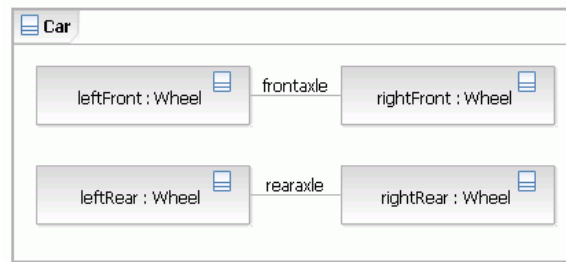 Car
leftFront : Wheel
frontaxle
rightFront : Wheel
leftRear : Wheel
rearaxle
rightRear : Wheel